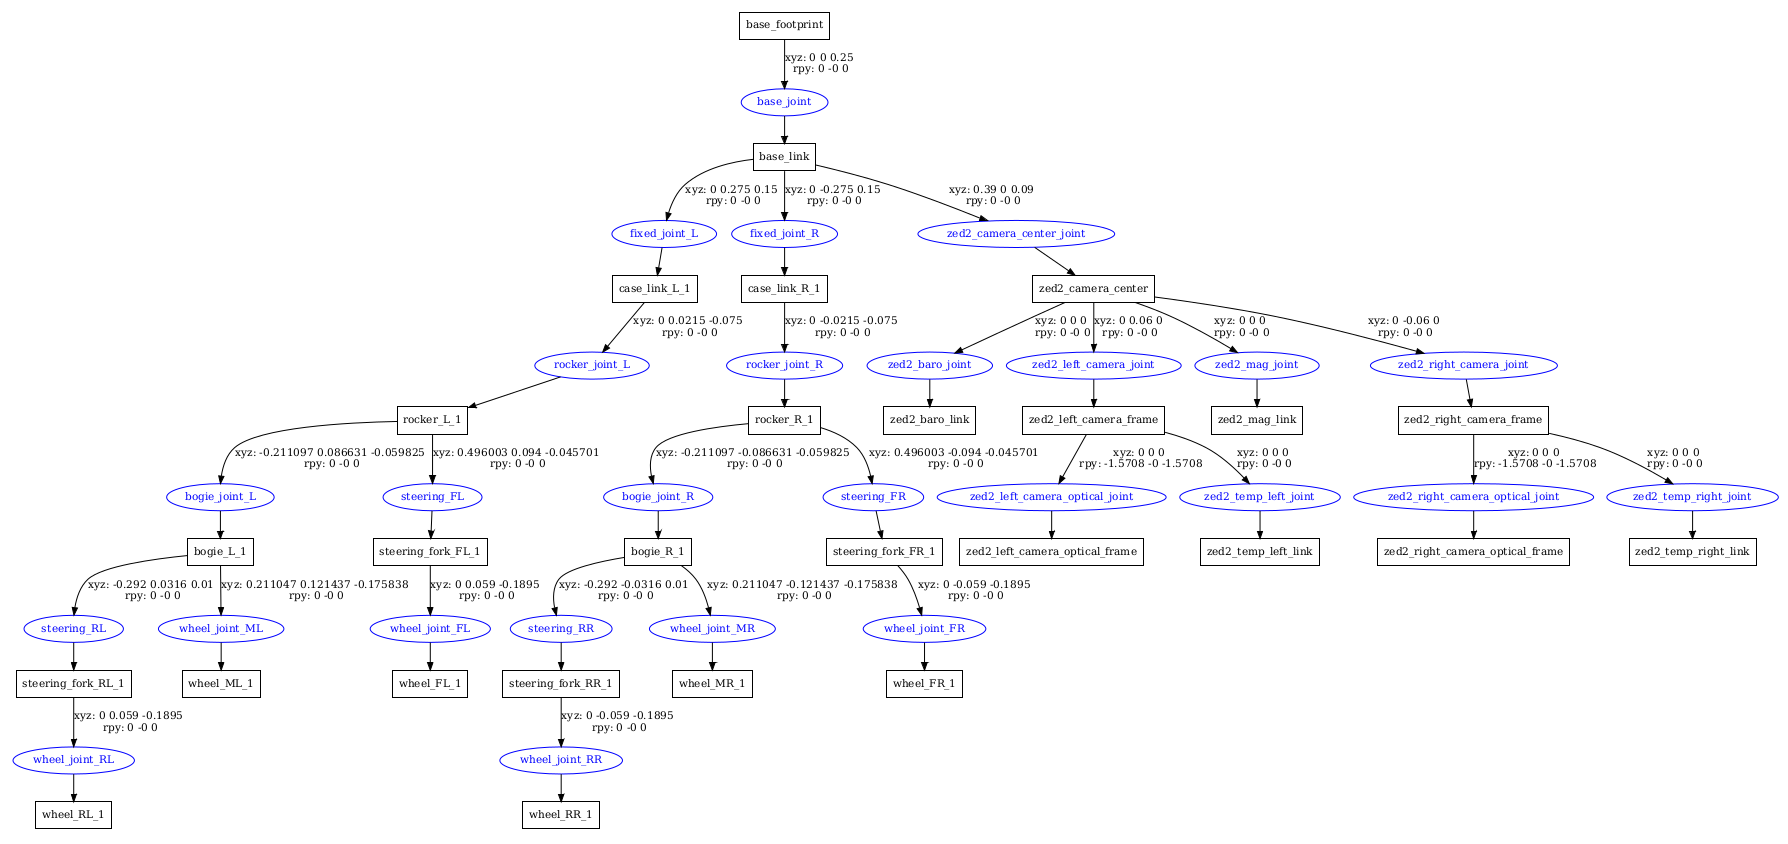 base_footprint
xyz: 0 0 0.25
rpy: 0 -0 0
base_joint
base_link
xyz: 0 0.275 0.15
rpy: 0 -0 0
xyz: 0 -0.275 0.15
rpy: 0 -0 0
xyz: 0.39 0 0.09
rpy: 0 -0 0
fixed_joint_L
fixed_joint_R
zed2_camera_center_joint
case_link_L_1
case_link_R_1
zed2_camera_center
xyz: 0 0.0215 -0.075
rpy: 0 -0 0
xyz: 0 -0.0215 -0.075
rpy: 0 -0 0
xyz: 0 0 0
rpy: 0 -0 0
xyz: 0 0.06 0
rpy: 0 -0 0
xyz: 0 0 0
rpy: 0 -0 0
xyz: 0 -0.06 0
rpy: 0 -0 0
rocker_joint_L
rocker_joint_R
zed2_baro_joint
zed2_left_camera_joint
zed2_mag_joint
zed2_right_camera_joint
rocker_L_1
rocker_R_1
zed2_baro_link
zed2_left_camera_frame
zed2_mag_link
zed2_right_camera_frame
xyz: -0.211097 0.086631 -0.059825
rpy: 0 -0 0
xyz: 0.496003 0.094 -0.045701
rpy: 0 -0 0
xyz: -0.211097 -0.086631 -0.059825
rpy: 0 -0 0
xyz: 0.496003 -0.094 -0.045701
rpy: 0 -0 0
xyz: 0 0 0
rpy: -1.5708 -0 -1.5708
xyz: 0 0 0
rpy: 0 -0 0
xyz: 0 0 0
rpy: -1.5708 -0 -1.5708
xyz: 0 0 0
rpy: 0 -0 0
bogie_joint_L
steering_FL
bogie_joint_R
steering_FR
zed2_left_camera_optical_joint
zed2_temp_left_joint
zed2_right_camera_optical_joint
zed2_temp_right_joint
bogie_L_1
steering_fork_FL_1
bogie_R_1
steering_fork_FR_1
zed2_left_camera_optical_frame
zed2_temp_left_link
zed2_right_camera_optical_frame
zed2_temp_right_link
xyz: -0.292 0.0316 0.01
rpy: 0 -0 0
xyz: 0.211047 0.121437 -0.175838
rpy: 0 -0 0
xyz: 0 0.059 -0.1895
rpy: 0 -0 0
xyz: -0.292 -0.0316 0.01
rpy: 0 -0 0
xyz: 0.211047 -0.121437 -0.175838
rpy: 0 -0 0
xyz: 0 -0.059 -0.1895
rpy: 0 -0 0
steering_RL
wheel_joint_ML
wheel_joint_FL
steering_RR
wheel_joint_MR
wheel_joint_FR
steering_fork_RL_1
wheel_ML_1
wheel_FL_1
steering_fork_RR_1
wheel_MR_1
wheel_FR_1
xyz: 0 0.059 -0.1895
rpy: 0 -0 0
xyz: 0 -0.059 -0.1895
rpy: 0 -0 0
wheel_joint_RL
wheel_joint_RR
wheel_RL_1
wheel_RR_1